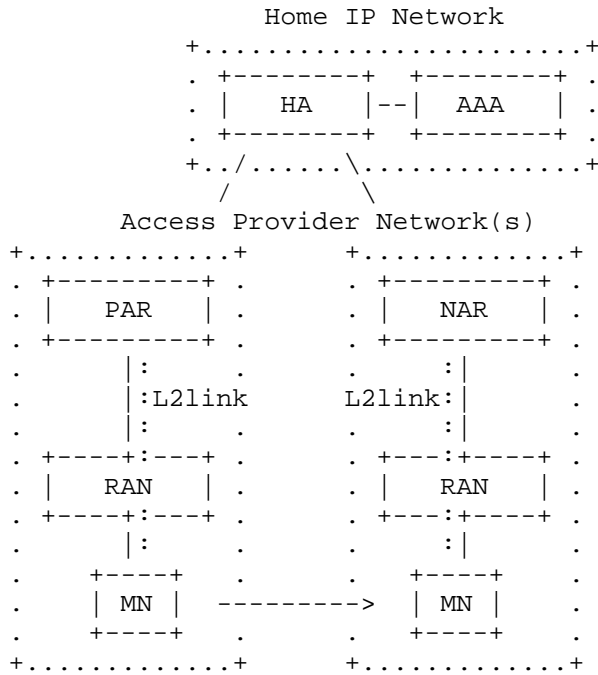 Home IP Network
HA AAA
Access Provider Network(s)
PAR NAR
L2link L2link
RAN RAN
MN MN